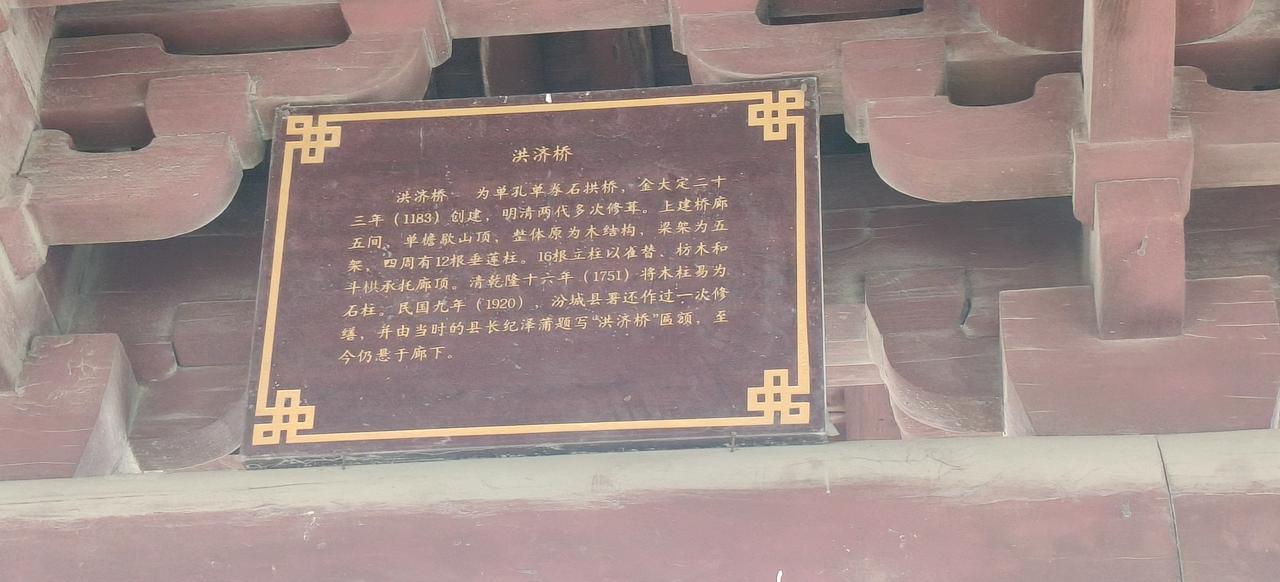 洪济桥
洪济桥 为单孔单券石拱桥，金大定二十
三年（1183）创建，明清两代多次修葺。上建桥廊
五间、单檐歇山顶，整体原为木结构，梁架为五
架，四周有12根垂莲柱。16根立柱以雀替、枋木和
斗栱承托廊顶。清乾隆十六年（1751）将木柱易为
石柱。民国九年（1920），汾城县署还作过一次修
缮，并由当时的县长纪泽蒲题写“洪济桥”匾额，至
今仍悬于廊下。